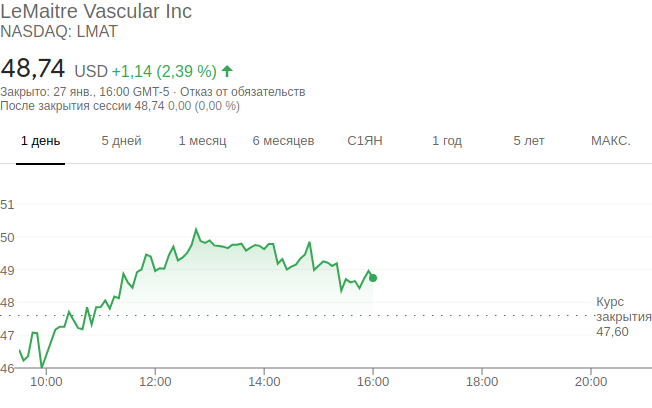 LeMaitre Vascular Inc
NASDAQ: LMAT
48,74 USD +1,14 (2,39 %)
Закрыто: 27 янв., 16:00 GMT-5 · Отказ от обязательств
После закрытия сессии 48,74 0,00 (0,00 %)
1 день 5 дней 1 месяц 6 месяцев С1ЯН 1 год 5 лет МАКС.
51
50
49
48
47
46
Курс
закрытия
47,60
10:00 12:00 14:00 16:00 18:00 20:00